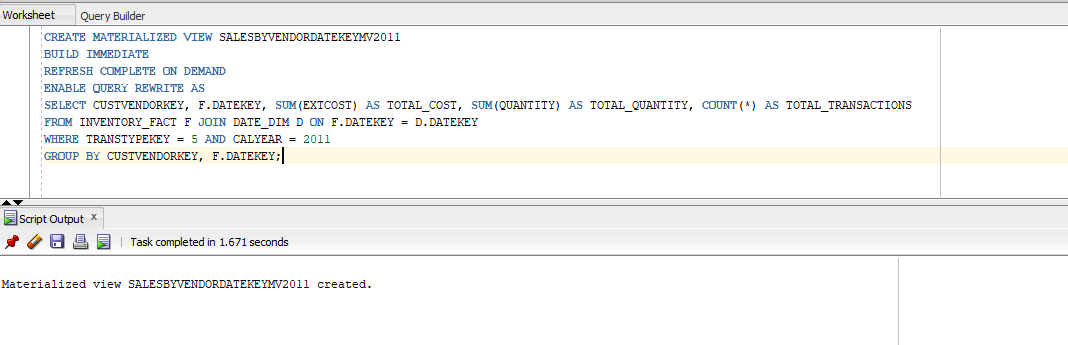 Worksheet Query Builder
CREATE MATERIALIZED VIEW SALESBYVENDORDATEKEYMV2011
BUILD IMMEDIATE
REFRESH COMPLETE ON DEMAND
ENABLE QUERY REWRITE AS
SELECT CUSTVENDORKEY, F.DATEKEY, SUM(EXTCOST) AS TOTAL_COST, SUM(QUANTITY) AS TOTAL_QUANTITY, COUNT(*) AS TOTAL_TRANSACTIONS
FROM INVENTORY_FACT F JOIN DATE_DIM D ON F.DATEKEY = D.DATEKEY
WHERE TRANSTYPEKEY = 5 AND CALYEAR = 2011
GROUP BY CUSTVENDORKEY, F.DATEKEY;
Script Output x
Task completed in 1.671 seconds
Materialized view SALESBYVENDORDATEKEYMV2011 created.